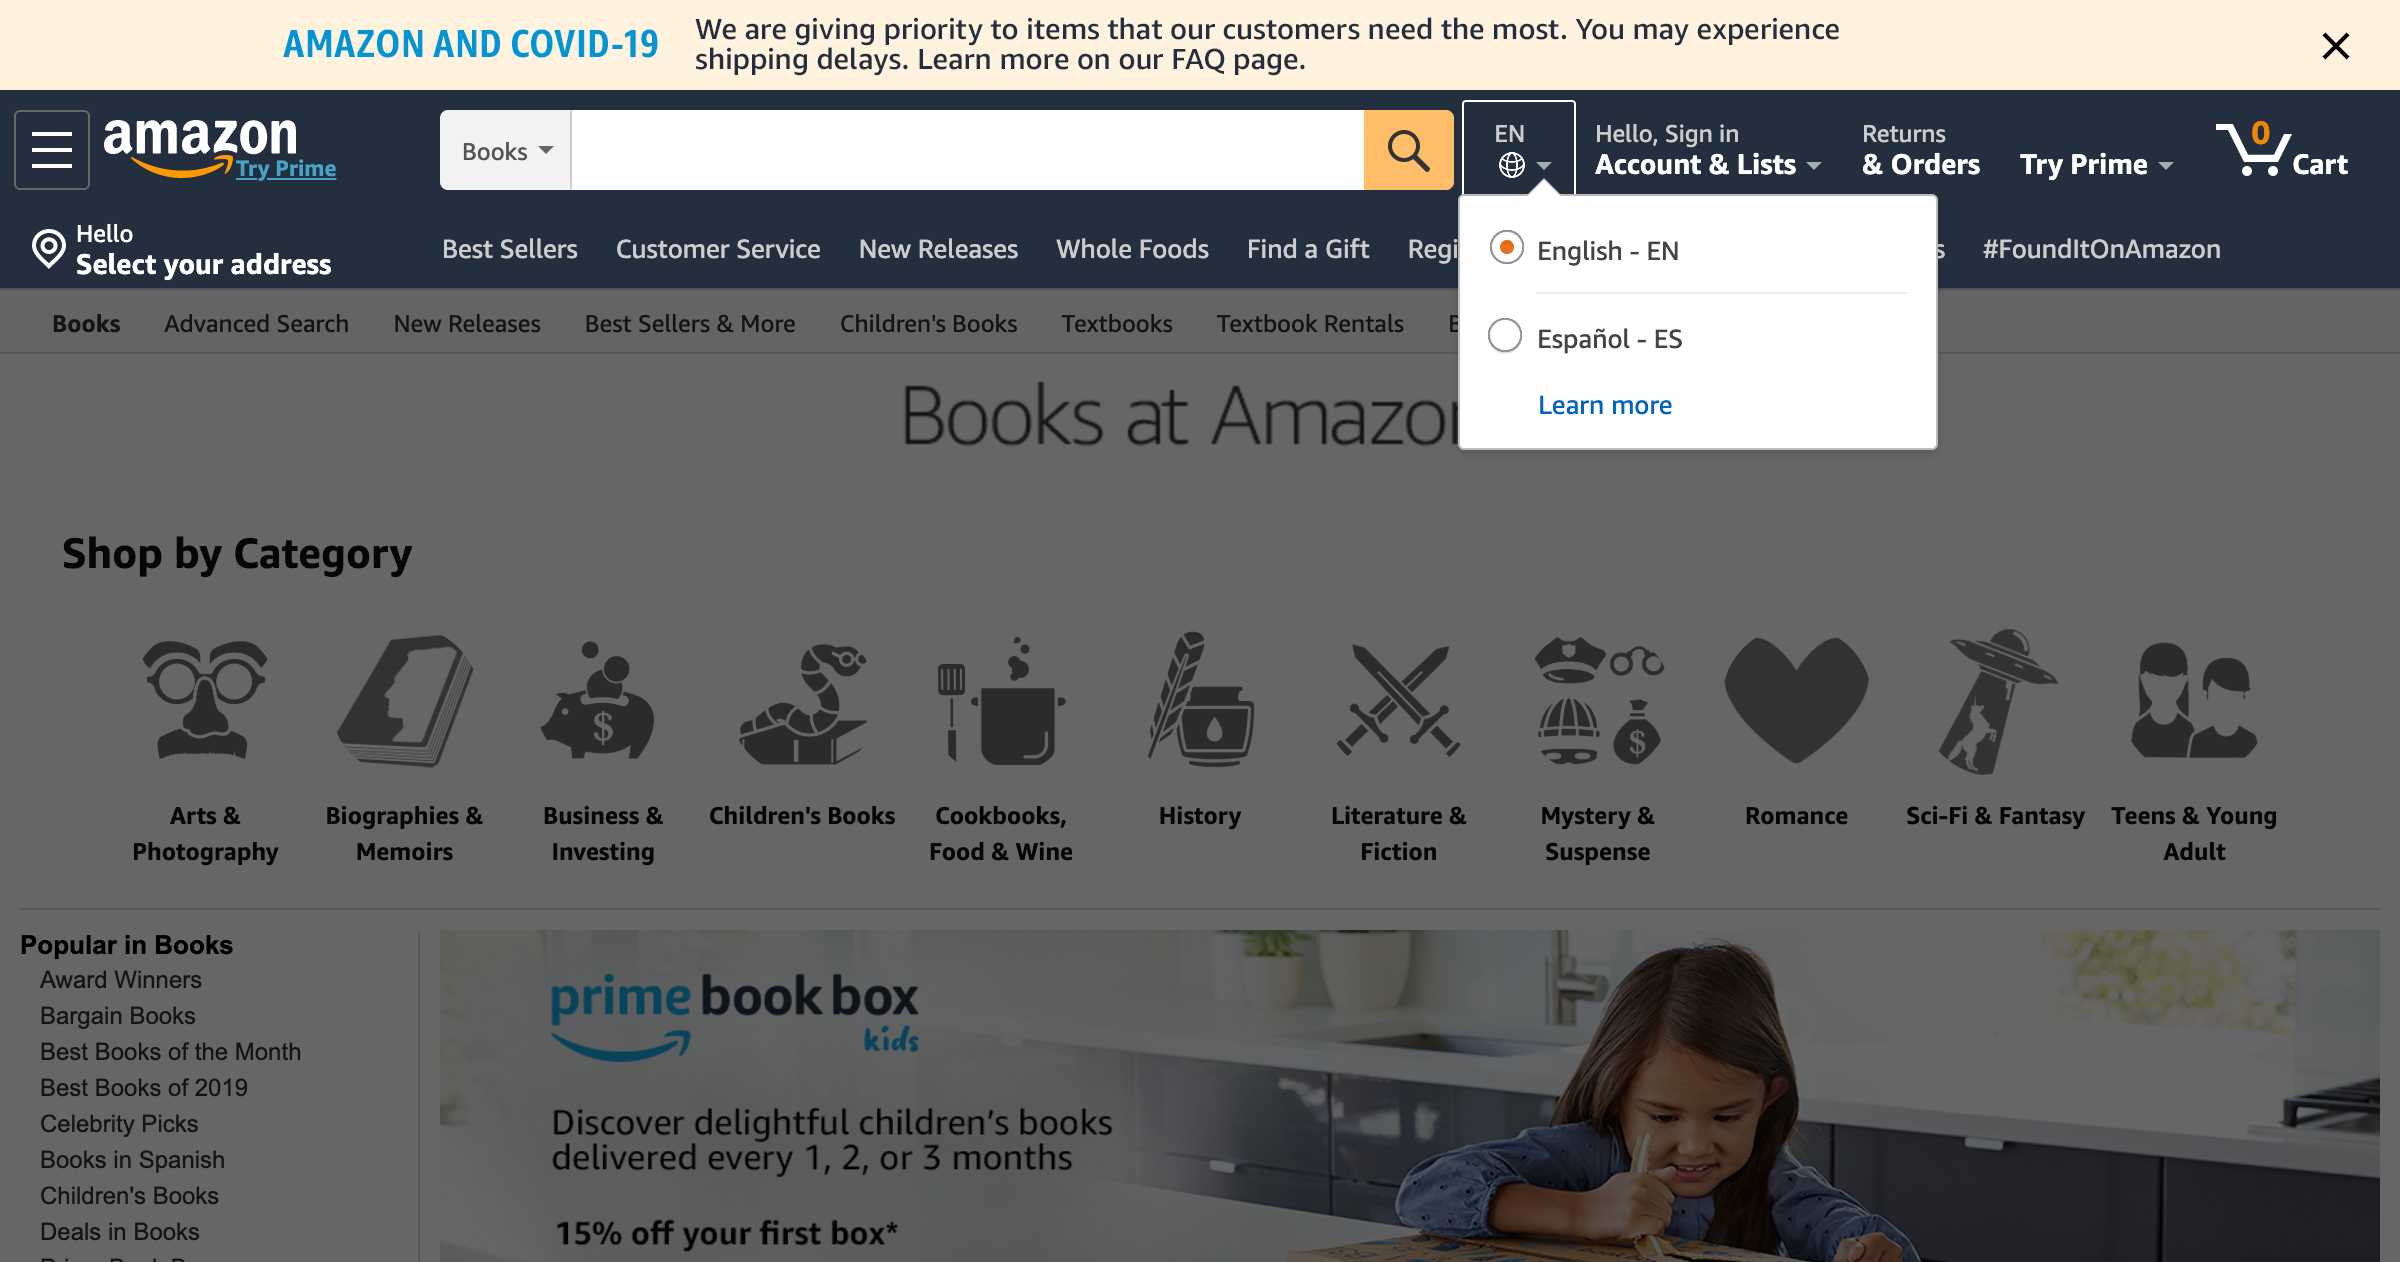 AMAZON AND COVID-19
We are giving priority to items that our customers need the most. You may experience
shipping delays. Learn more on our FAQ page.
amazon
Try Prime
Books
EN
Hello, Sign in
Account & Lists
Returns
& Orders
Try Prime
0
Cart
Hello
Select your address
Best Sellers
Customer Service
New Releases
Whole Foods
Find a Gift
#FoundItOnAmazon
English - EN
Español - ES
Learn more
Books
Advanced Search
New Releases
Best Sellers & More
Children's Books
Textbooks
Textbook Rentals
Books at Amazon
Shop by Category
Arts &
Photography
Biographies &
Memoirs
Business &
Investing
Children's Books
Cookbooks,
Food & Wine
History
Literature &
Fiction
Mystery &
Suspense
Romance
Sci-Fi & Fantasy
Teens & Young
Adult
Popular in Books
Award Winners
Bargain Books
Best Books of the Month
Best Books of 2019
Celebrity Picks
Books in Spanish
Children's Books
Deals in Books
prime book box
kids
Discover delightful children's books
delivered every 1, 2, or 3 months
15% off your first box*